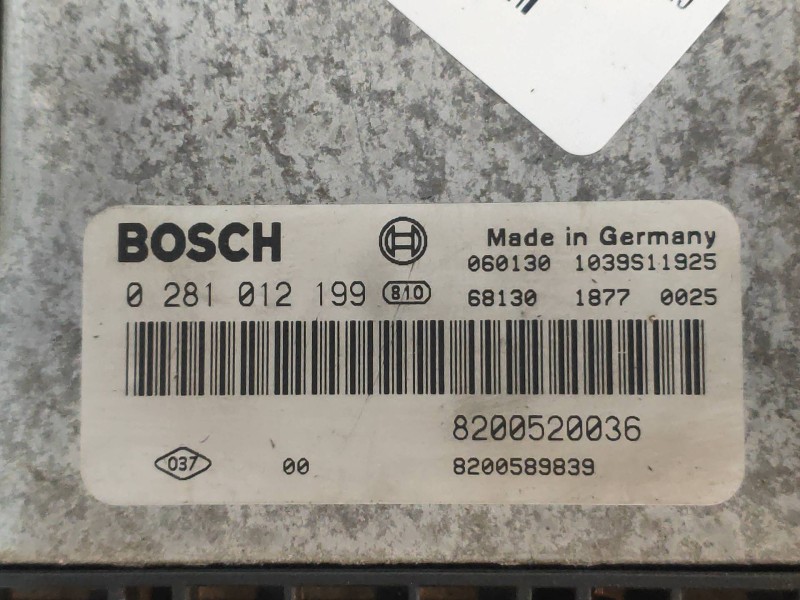 BOSCH
Made in Germany
060130 1039S11925
0 281 012 199 810
68130 1877 0025
8200520036
037 00 8200589839